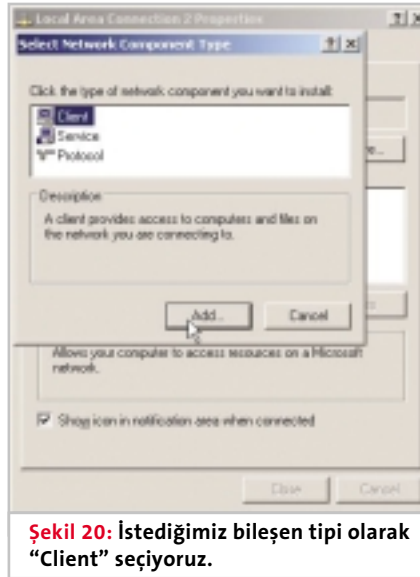 Local Area Connection 2 Properties
Select Network Component Type
Click the type of network component you want to install:
Client
Service
Protocol
Description
A client provides access to computers and files on
the network you are connecting to.
Add...
Cancel
Allows your computer to access resources on a Microsoft
network.
Show icon in notification area when connected
Close
Cancel
Şekil 20: İstediğimiz bileşen tipi olarak
“Client” seçiyoruz.